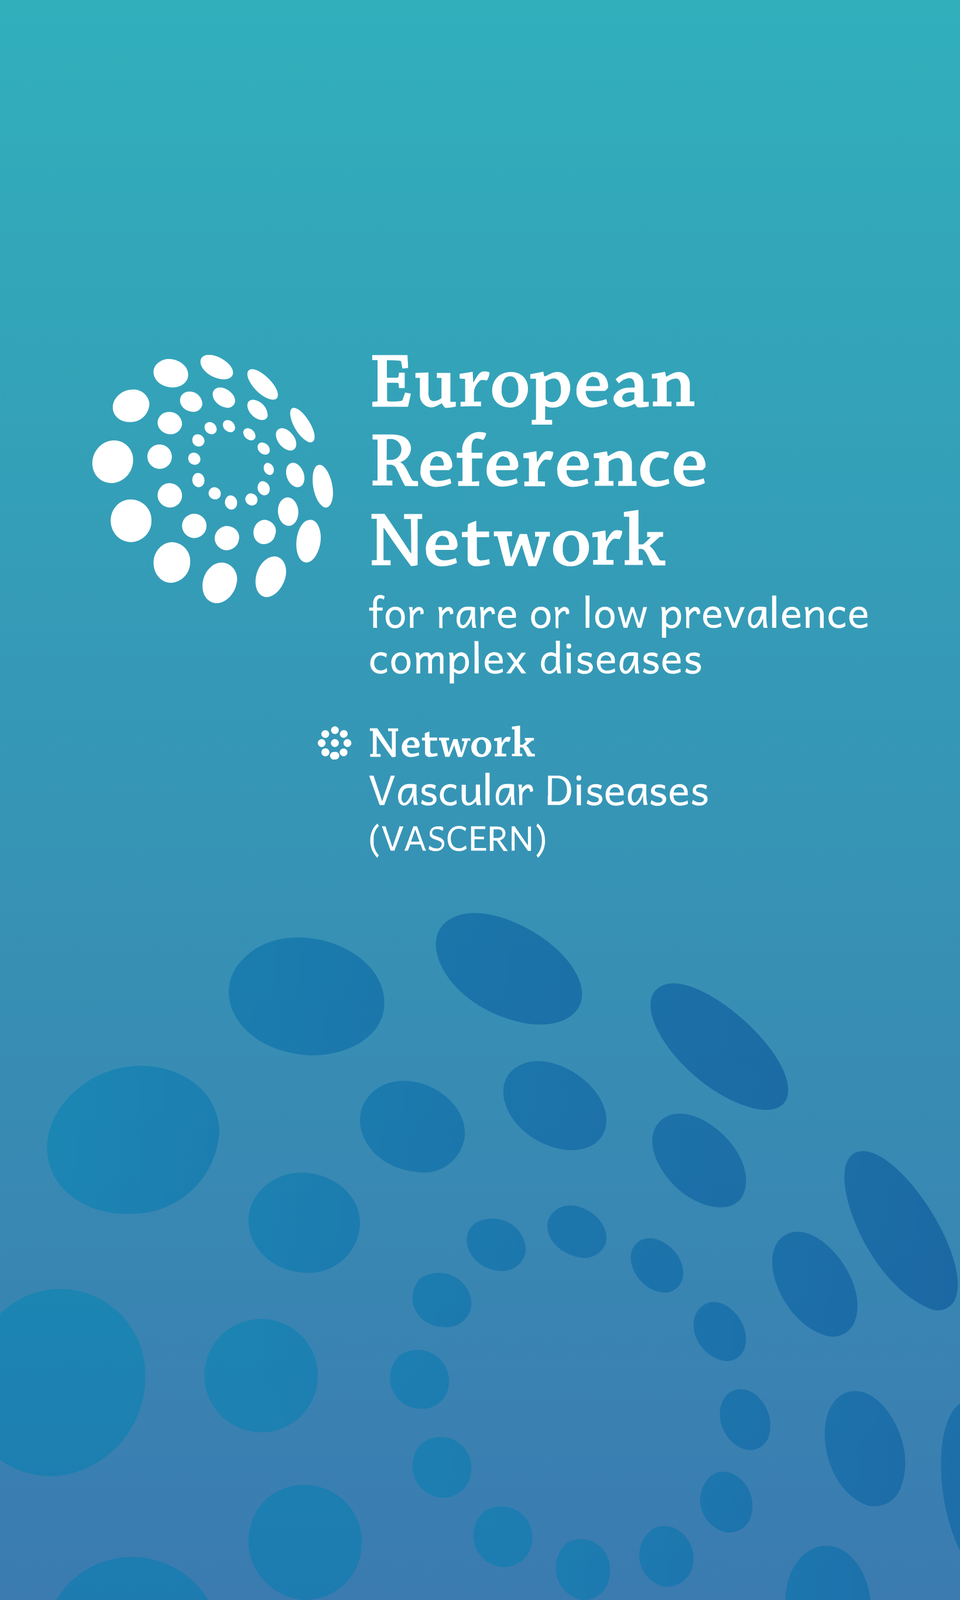 European
Reference
Network
for rare or low prevalence
complex diseases
Network
Vascular Diseases
(VASCERN)